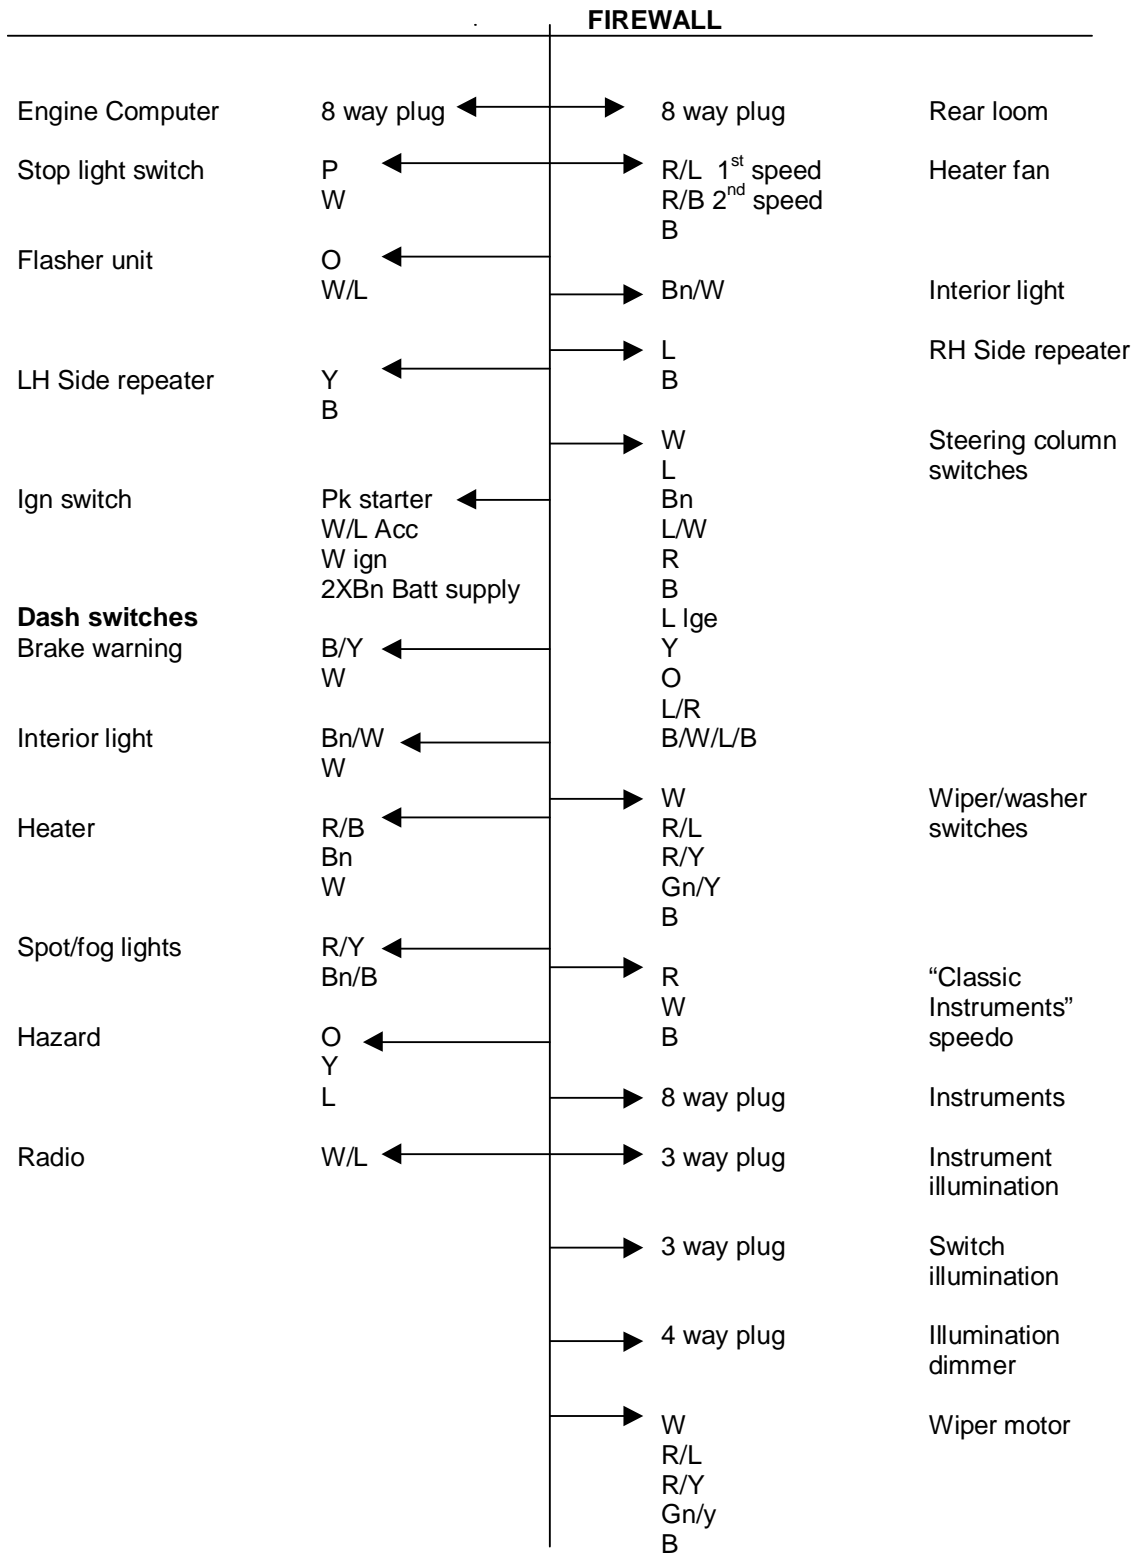 FIREWALL
Engine Computer 8 way plug 8 way plug Rear loom
Stop light switch P R/L 1st speed Heater fan
W R/B 2nd speed
B
Flasher unit O
W/L Bn/W Interior light
L RH Side repeater
LH Side repeater Y B
B
W Steering column
L switches
Ign switch Pk starter Bn
W/L Acc L/W
W ign R
2XBn Batt supply B
Dash switches L lge
Brake warning B/Y Y
W O
L/R
Interior light Bn/W B/W/L/B
W
W Wiper/washer
Heater R/B R/L switches
Bn R/Y
W Gn/Y
B
Spot/fog lights R/Y
Bn/B R “Classic
W Instruments”
Hazard O B speedo
Y
L 8 way plug Instruments
Radio W/L 3 way plug Instrument
illumination
3 way plug Switch
illumination
4 way plug Illumination
dimmer
W Wiper motor
R/L
R/Y
Gn/y
B